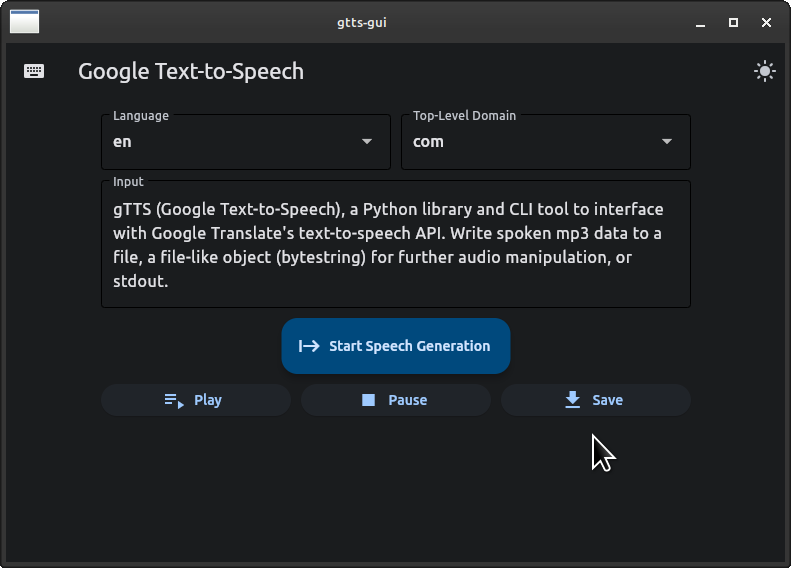 gtts-gui
Google Text-to-Speech
Language
en
Top-Level Domain
com
Input
gTTS (Google Text-to-Speech), a Python library and CLI tool to interface
with Google Translate's text-to-speech API. Write spoken mp3 data to a
file, a file-like object (bytestring) for further audio manipulation, or
stdout.
Start Speech Generation
Play
Pause
Save